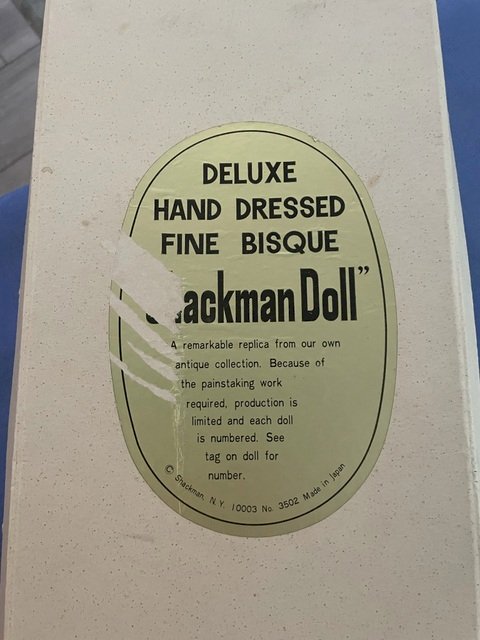 DELUXE
HAND DRESSED
FINE BISQUE
Shackman Doll”
A remarkable replica from our own
antique collection. Because of
the painstaking work
required, production is
limited and each doll
is numbered. See
tag on doll for
number.
© Shackman, N.Y. 10003 No. 3502 Made in Japan